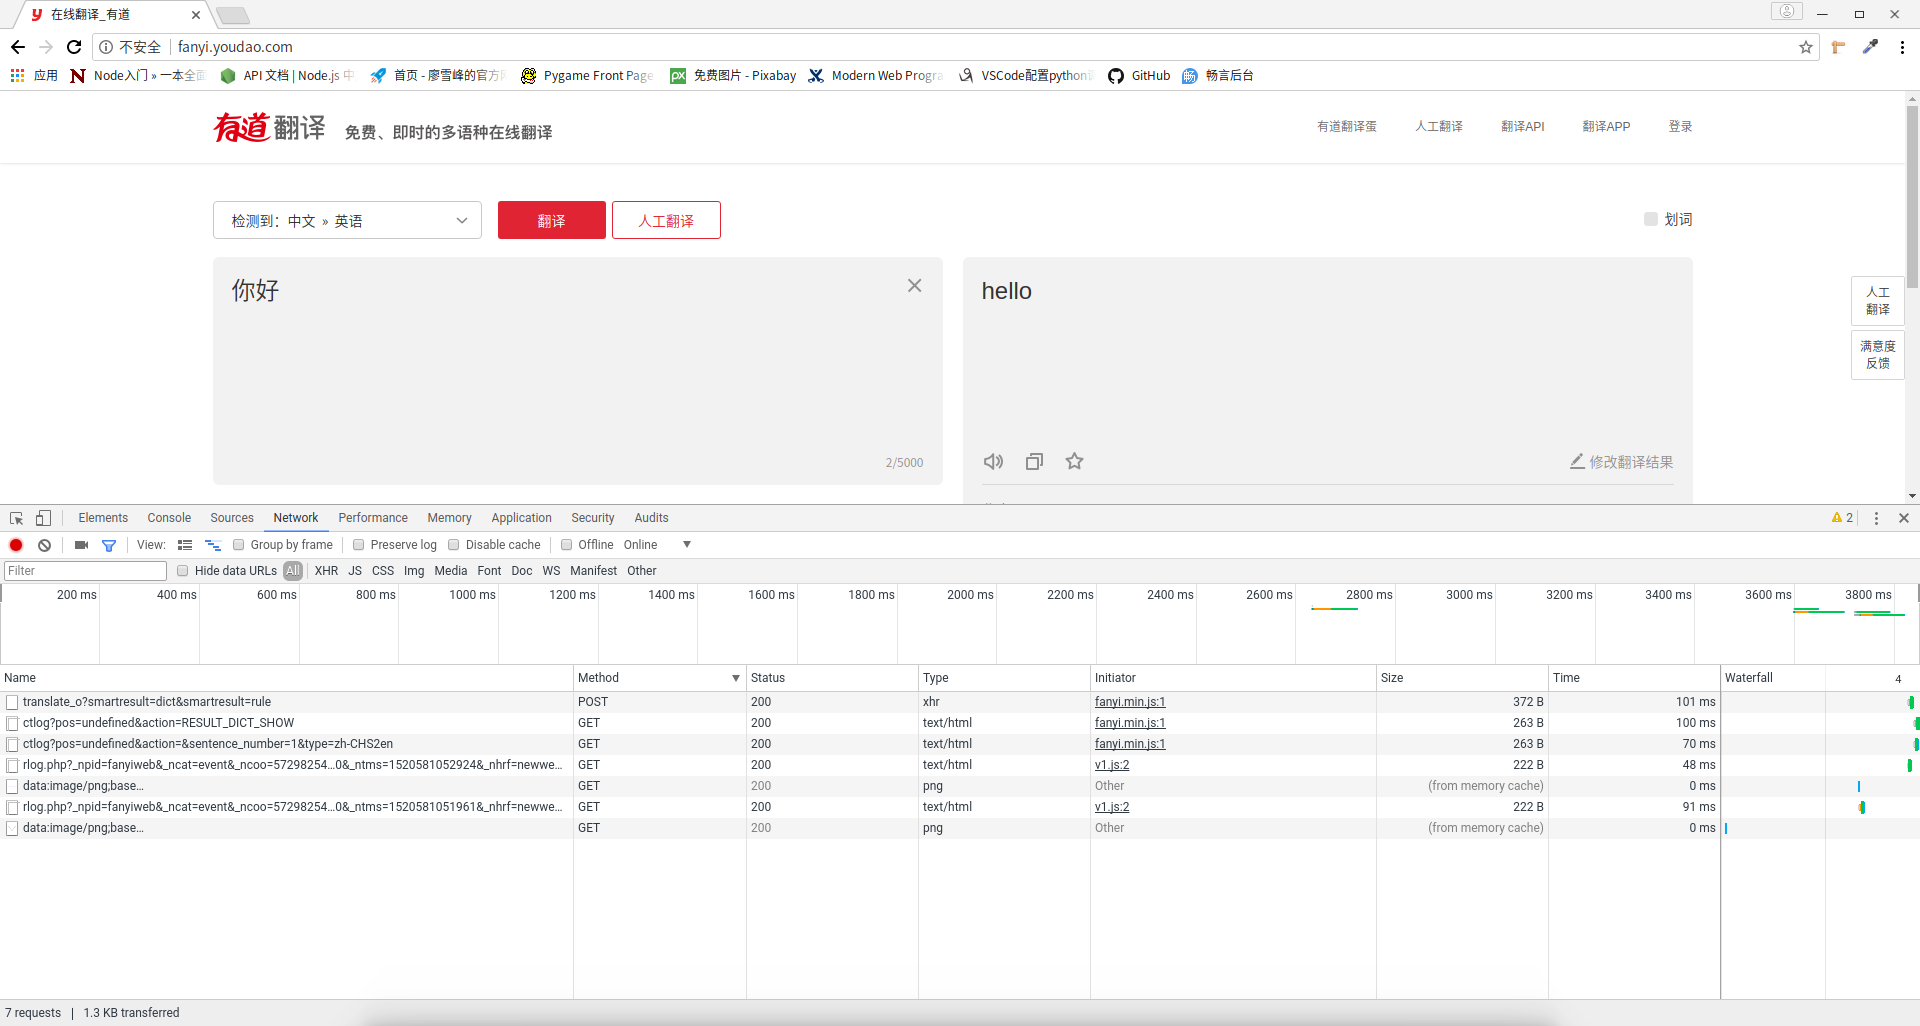 在线翻译_有道
不安全 fanyi.youdao.com
应用 Node入门 » 一本全面 API 文档 | Node.js 中 首页 - 廖雪峰的官方 Pygame Front Page 免费图片 - Pixabay Modern Web Progra VSCode配置python GitHub 畅言后台
有道翻译 免费、即时的多语种在线翻译 有道翻译蛋 人工翻译 翻译API 翻译APP 登录
检测到：中文 » 英语 翻译 人工翻译 划词
你好 hello
人工
翻译
满意度
反馈
2/5000 修改翻译结果
Elements Console Sources Network Performance Memory Application Security Audits 2
View: Group by frame Preserve log Disable cache Offline Online
Filter Hide data URLs All XHR JS CSS Img Media Font Doc WS Manifest Other
200 ms 400 ms 600 ms 800 ms 1000 ms 1200 ms 1400 ms 1600 ms 1800 ms 2000 ms 2200 ms 2400 ms 2600 ms 2800 ms 3000 ms 3200 ms 3400 ms 3600 ms 3800 ms
Name Method Status Type Initiator Size Time Waterfall 4
translate_o?smartresult=dict&smartresult=rule POST 200 xhr fanyi.min.js:1 372 B 101 ms
ctlog?pos=undefined&action=RESULT_DICT_SHOW GET 200 text/html fanyi.min.js:1 263 B 100 ms
ctlog?pos=undefined&action=&sentence_number=1&type=zh-CHS2en GET 200 text/html fanyi.min.js:1 263 B 70 ms
rlog.php?_npid=fanyiweb&_ncat=event&_ncoo=57298254…0&_ntms=1520581052924&_nhrf=newwe… GET 200 text/html v1.js:2 222 B 48 ms
data:image/png;base… GET 200 png Other (from memory cache) 0 ms
rlog.php?_npid=fanyiweb&_ncat=event&_ncoo=57298254…0&_ntms=1520581051961&_nhrf=newwe… GET 200 text/html v1.js:2 222 B 91 ms
data:image/png;base… GET 200 png Other (from memory cache) 0 ms
7 requests | 1.3 KB transferred